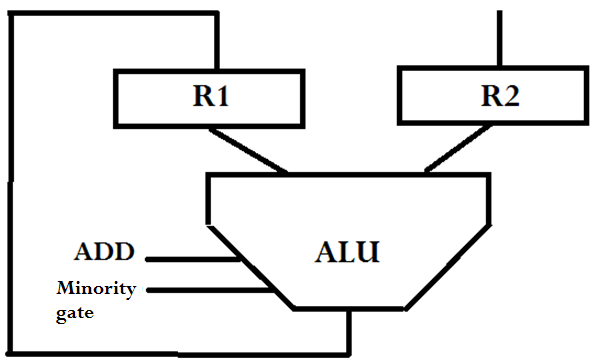 R1
R2
ALU
ADD
Minority
gate